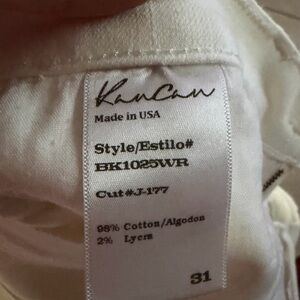 KanCan
Made in USA
Style/Estilo#
BK1025WR
Cut#J-177
98% Cotton/Algodon
2% Lycra
31